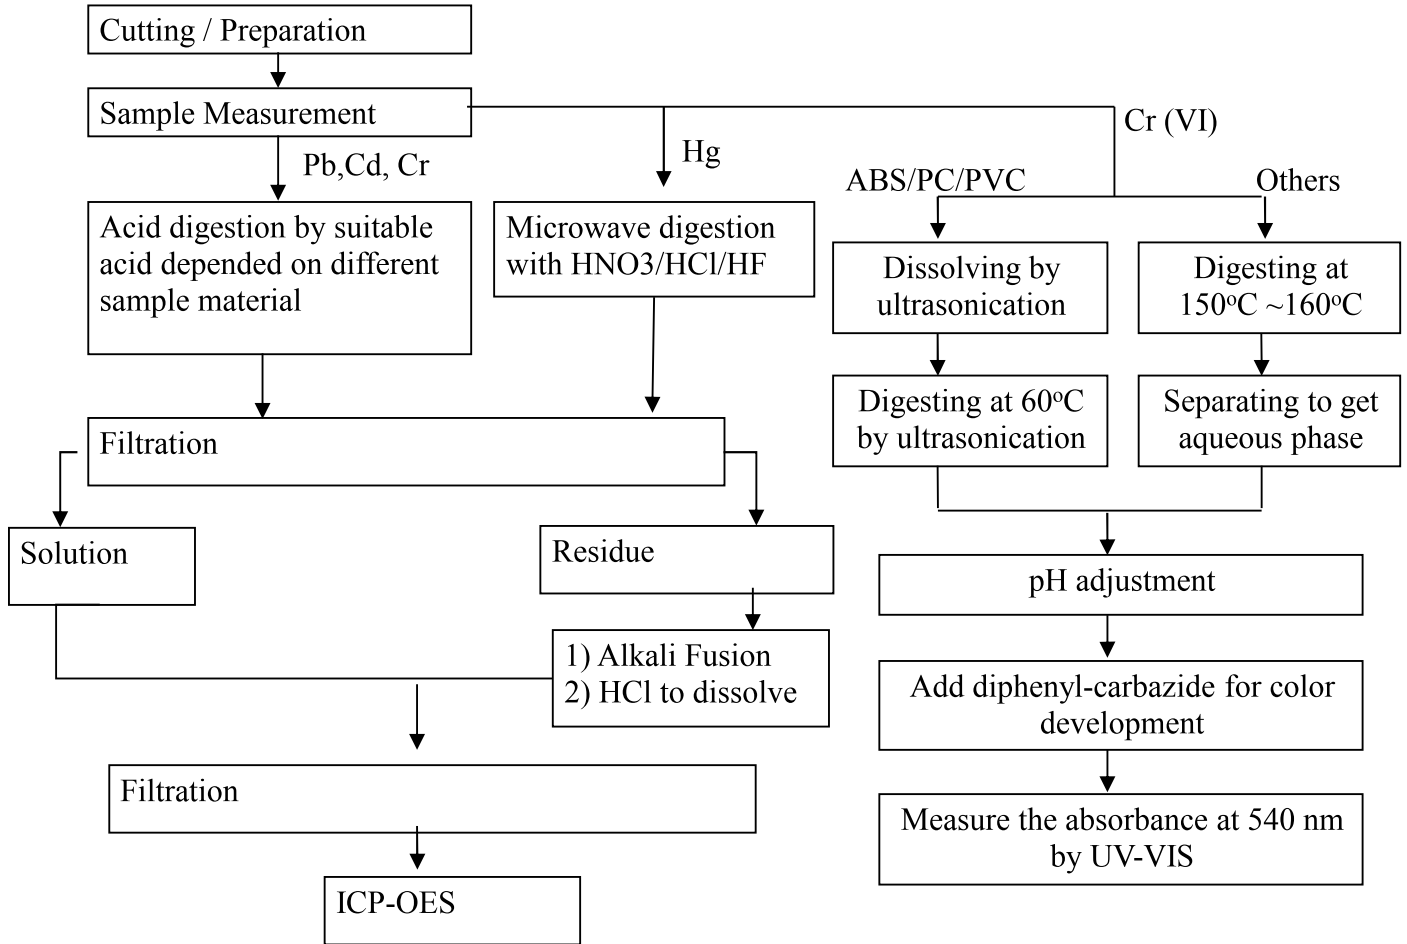 Cutting / Preparation
Sample Measurement
Pb,Cd, Cr
Hg
Cr (VI)
ABS/PC/PVC
Others
Acid digestion by suitable
acid depended on different
sample material
Microwave digestion
with HNO3/HCl/HF
Dissolving by
ultrasonication
Digesting at
150ºC ~160ºC
Digesting at 60ºC
by ultrasonication
Separating to get
aqueous phase
Filtration
Solution
Residue
1) Alkali Fusion
2) HCl to dissolve
Filtration
ICP-OES
pH adjustment
Add diphenyl-carbazide for color
development
Measure the absorbance at 540 nm
by UV-VIS